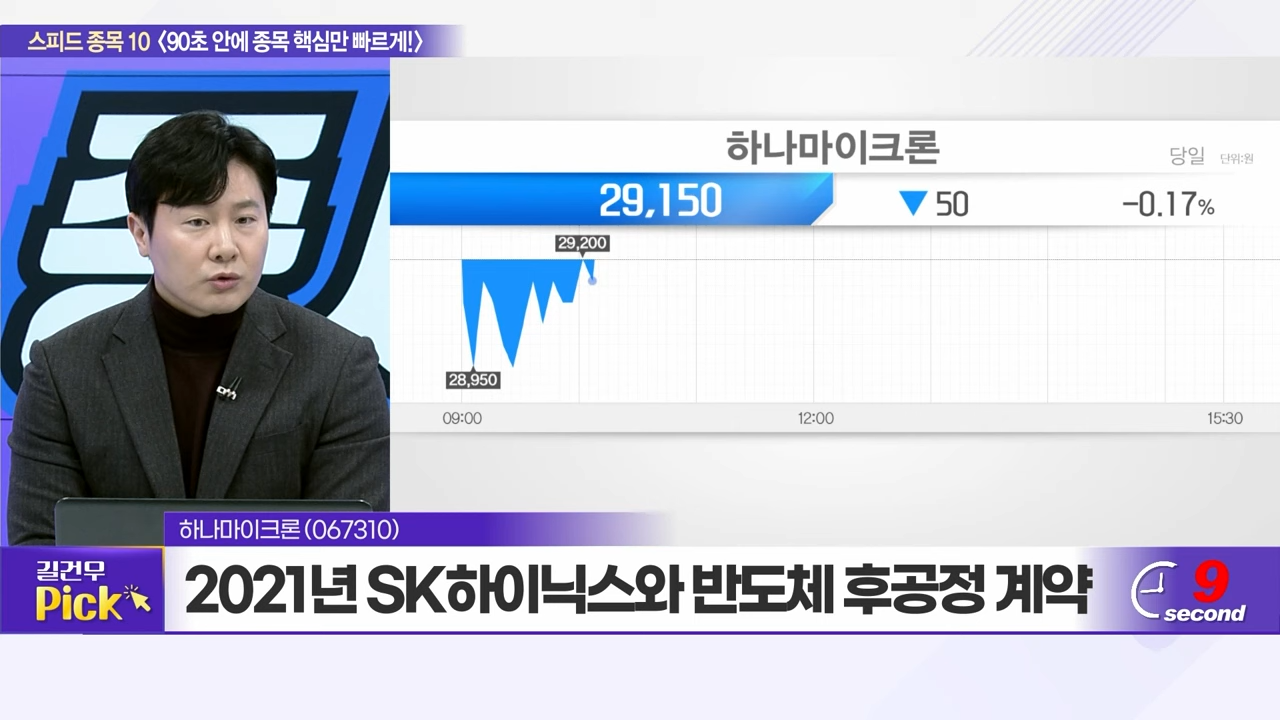 스피드 종목 10 〈90초 안에 종목 핵심만 빠르게!〉
하나마이크론
당일 단위:원
29,150 ▼50 -0.17%
29,200
28,950
09:00 12:00 15:30
하나마이크론 (067310)
길건무
Pick
2021년 SK하이닉스와 반도체 후공정 계약
9
second